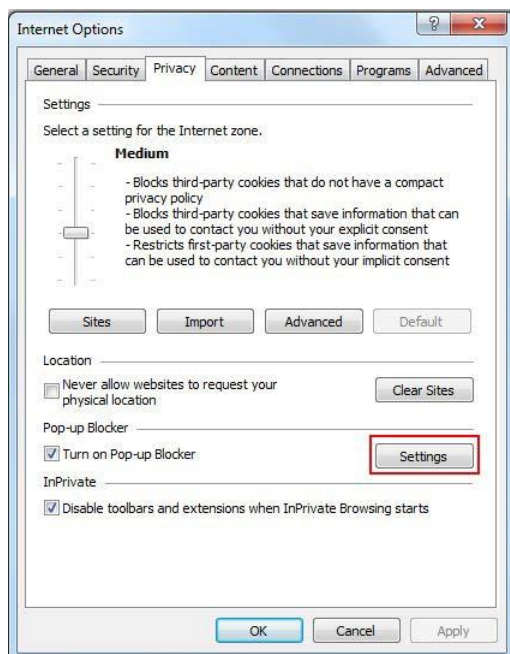 Internet Options
?
X
General Security Privacy Content Connections Programs Advanced
Settings
Select a setting for the Internet zone.
Medium
- Blocks third-party cookies that do not have a compact
privacy policy
- Blocks third-party cookies that save information that can
be used to contact you without your explicit consent
- Restricts first-party cookies that save information that
can be used to contact you without your implicit consent
Sites Import Advanced Default
Location
Never allow websites to request your
physical location
Clear Sites
Pop-up Blocker
Turn on Pop-up Blocker
Settings
InPrivate
Disable toolbars and extensions when InPrivate Browsing starts
OK Cancel Apply